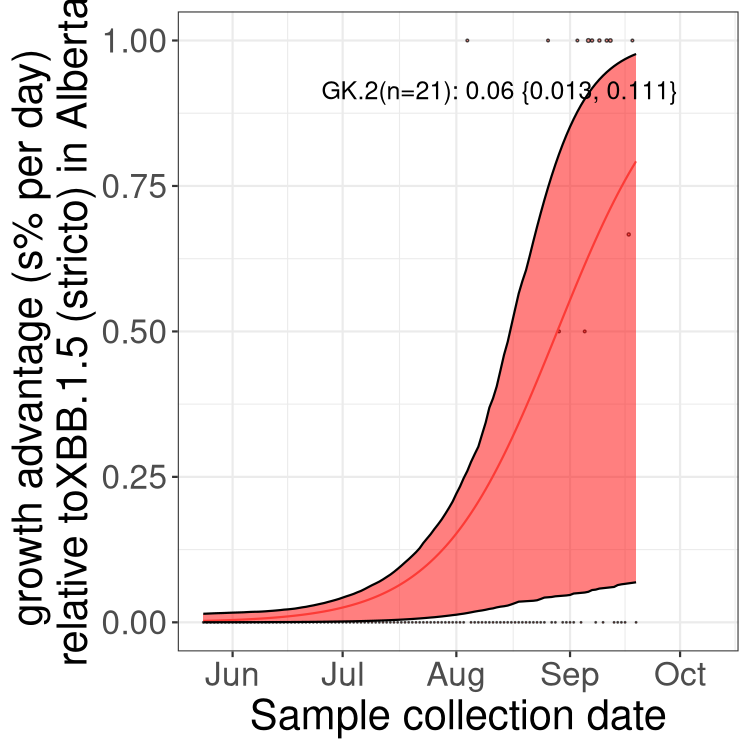 growth advantage (s% per day)
relative toXBB.1.5 (stricto) in Alberta
1.00
GK.2(n=21): 0.06 {0.013, 0.111}
0.75
0.50
0.25
0.00
Jun Jul Aug Sep Oct
Sample collection date